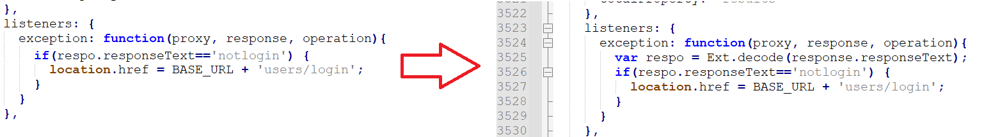 },
listeners: {
exception: function(proxy, response, operation){
if(respo.responseText=='notlogin') {
location.href = BASE_URL + 'users/login';
}
}
},
3522 },
3523 listeners: {
3524 exception: function(proxy, response, operation){
3525 var respo = Ext.decode(response.responseText);
3526 if(respo.responseText=='notlogin') {
3527 location.href = BASE_URL + 'users/login';
3528 }
3529 }
3530 },